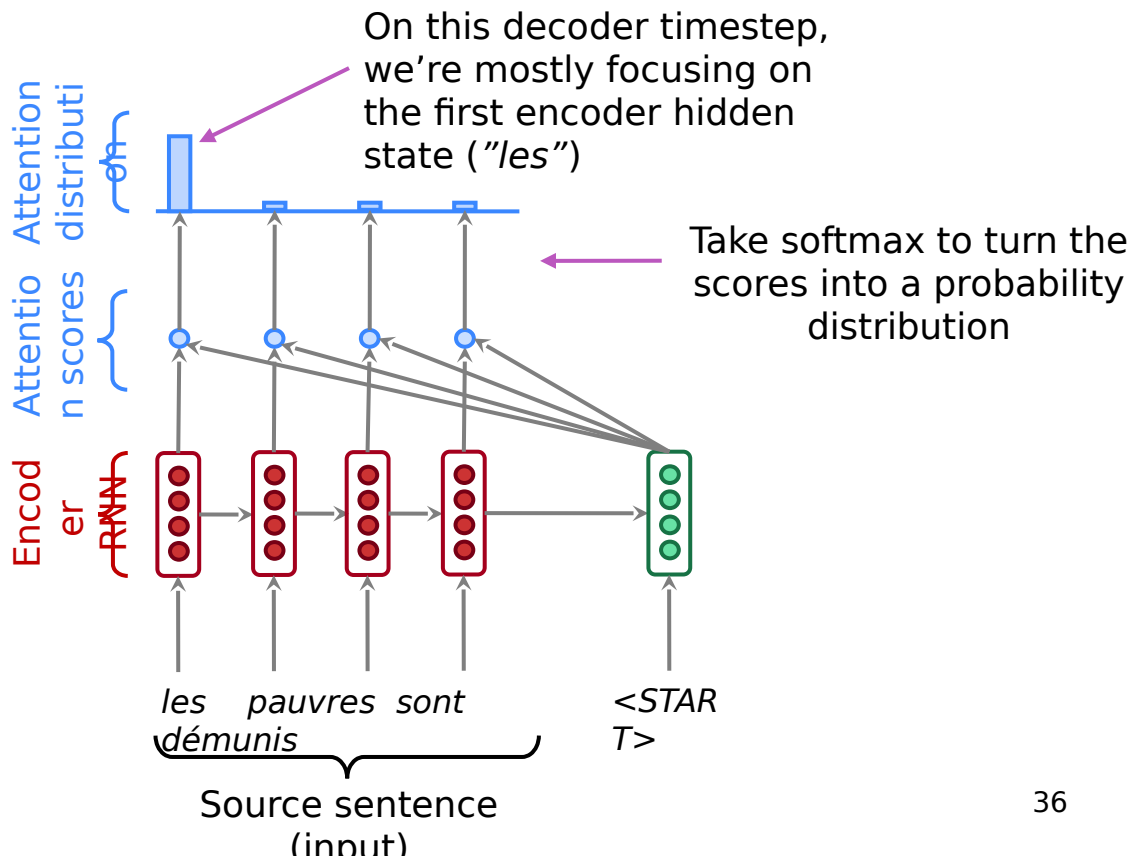 On this decoder timestep,
we’re mostly focusing on
the first encoder hidden
state (”les”)
Attention
distributi
on
Take softmax to turn the
scores into a probability
distribution
Attentio
n scores
Encod
er
RNN
les pauvres sont
démunis
<STAR
T>
Source sentence
(input)
36